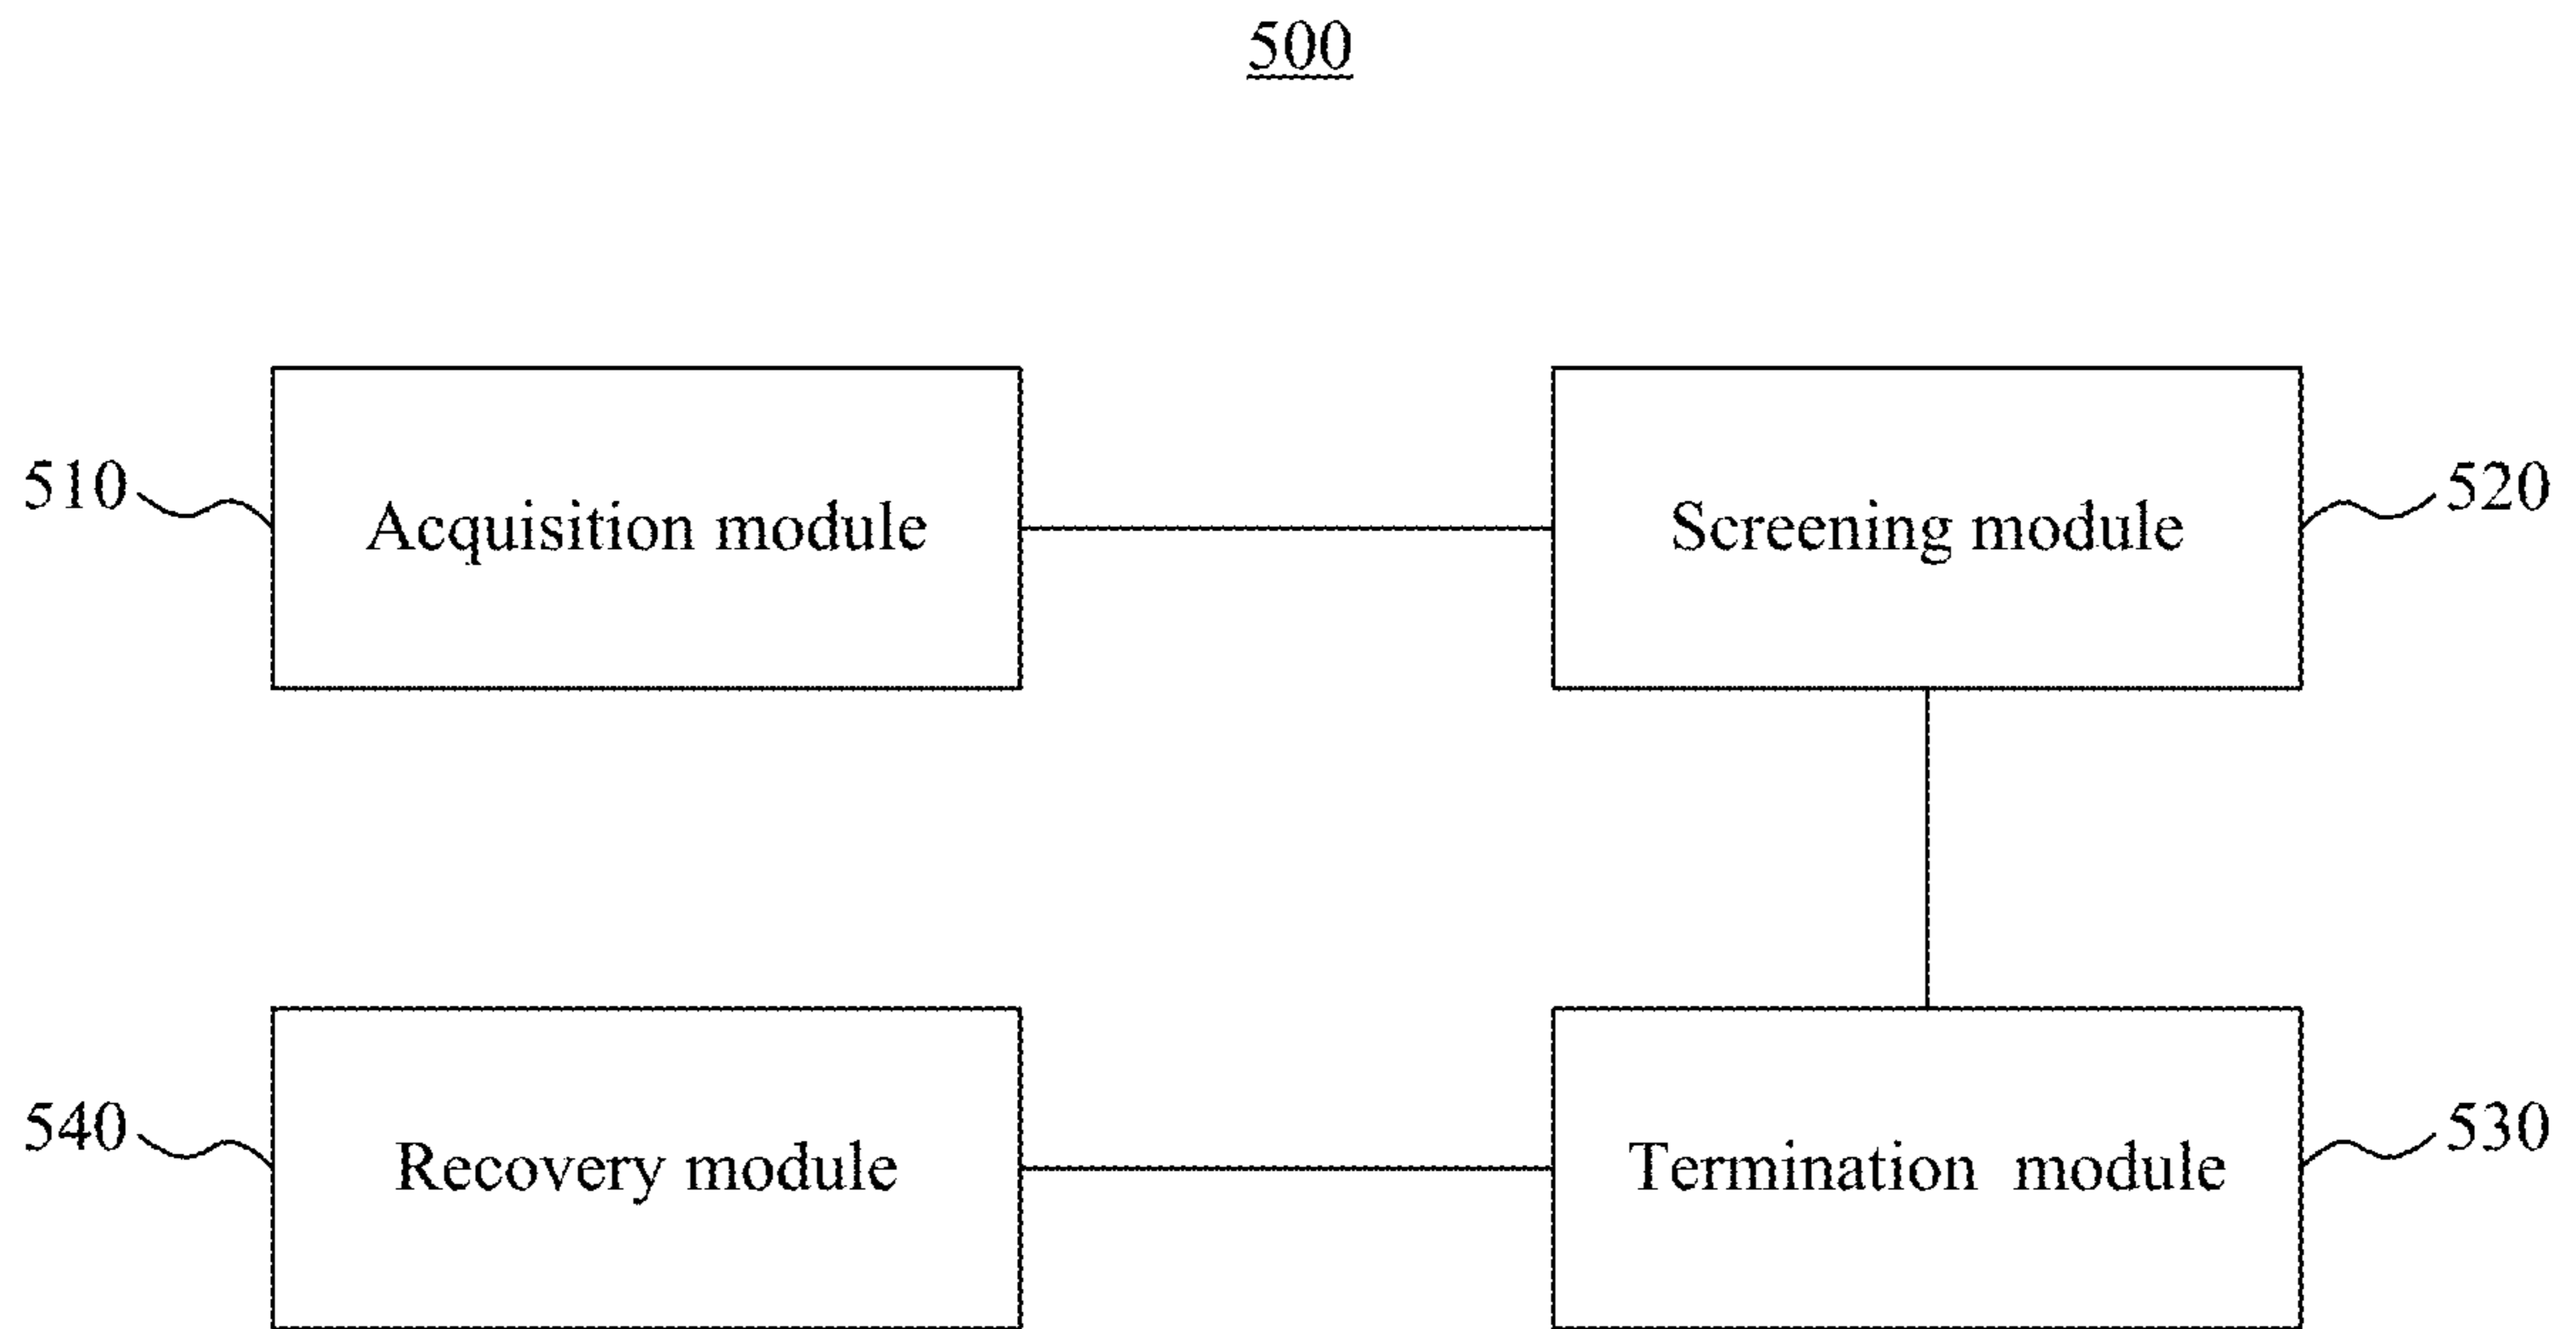 500
510
Acquisition module
Screening module
520
540
Recovery module
Termination module
530